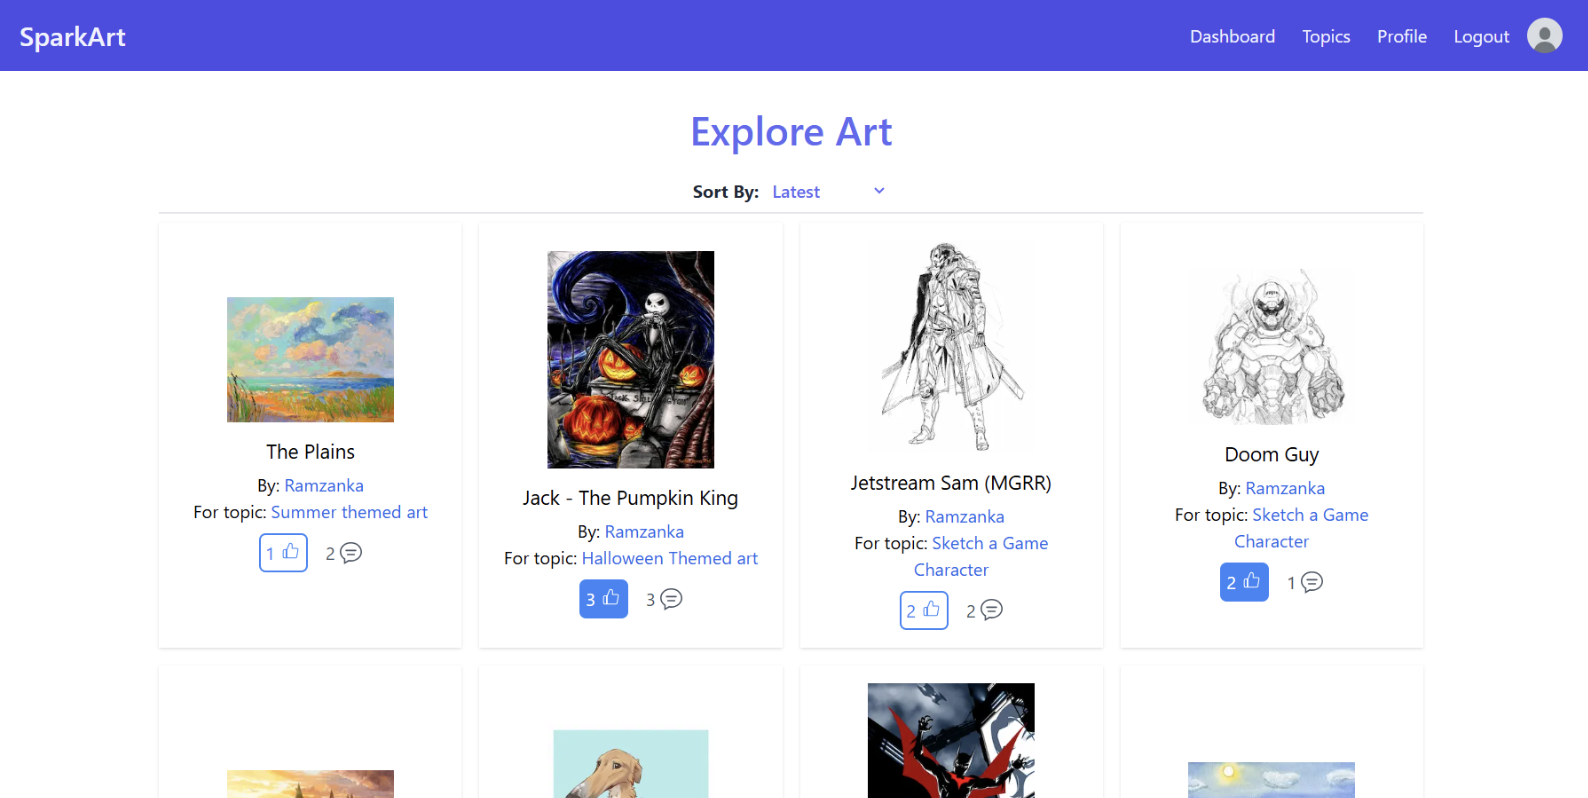 SparkArt
Dashboard Topics Profile Logout
Explore Art
Sort By: Latest
The Plains
By: Ramzanka
For topic: Summer themed art
1 2
Jack - The Pumpkin King
By: Ramzanka
For topic: Halloween Themed art
3 3
Jetstream Sam (MGRR)
By: Ramzanka
For topic: Sketch a Game
Character
2 2
Doom Guy
By: Ramzanka
For topic: Sketch a Game
Character
2 1